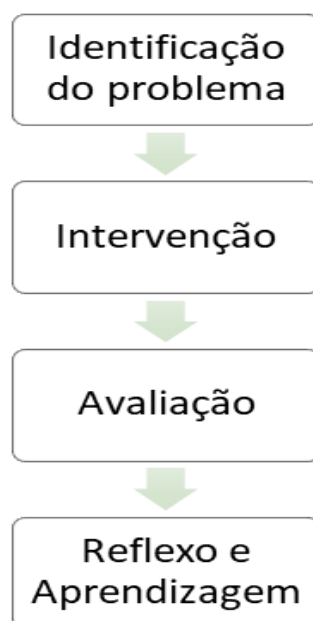 Identificação
do problema
Intervenção
Avaliação
Reflexo e
Aprendizagem